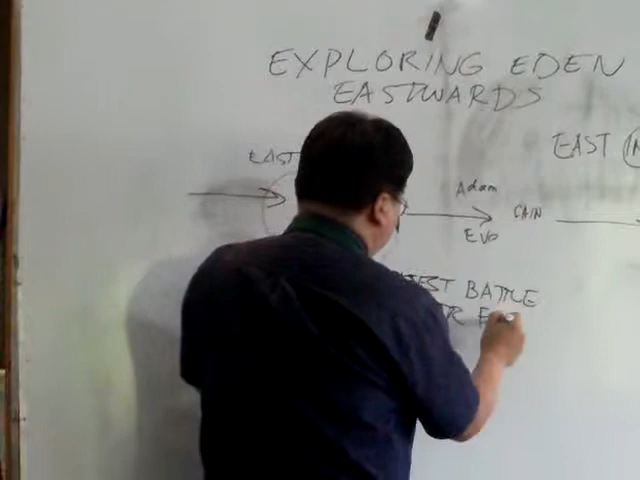 EXPLORING EDEN
EASTWARDS
EAST
EAST
Adam
EVE
CAIN
BATTLE